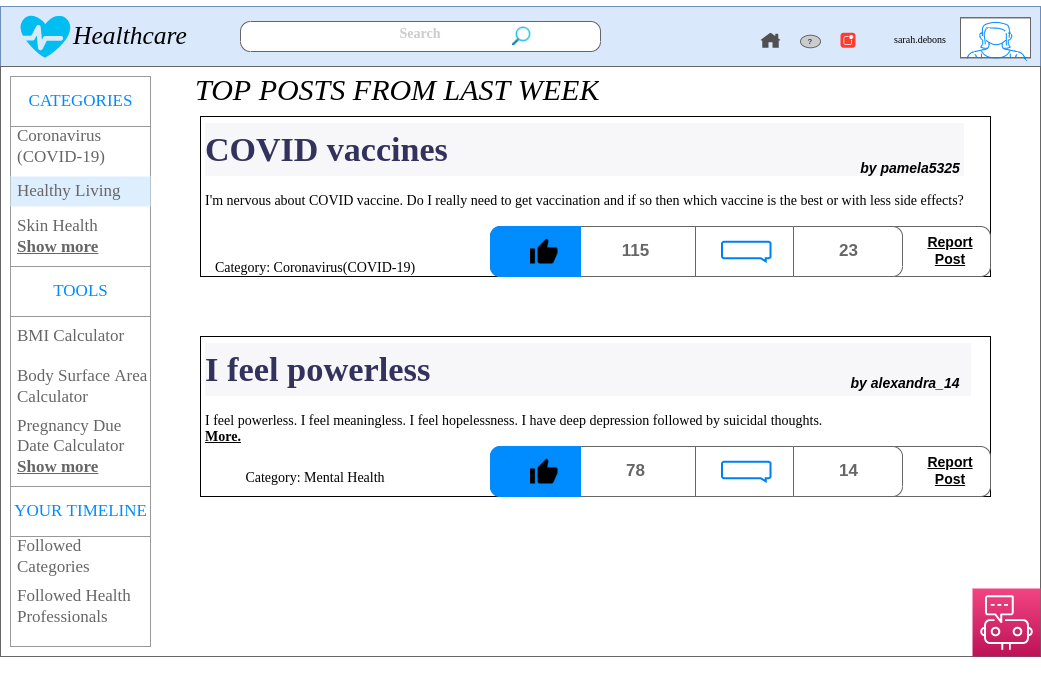 Healthcare
Search
?
sarah.debons
CATEGORIES
Coronavirus
(COVID-19)
Healthy Living
Skin Health
Show more
TOOLS
BMI Calculator
Body Surface Area
Calculator
Pregnancy Due
Date Calculator
Show more
YOUR TIMELINE
Followed
Categories
Followed Health
Professionals
TOP POSTS FROM LAST WEEK
COVID vaccines
by pamela5325
I'm nervous about COVID vaccine. Do I really need to get vaccination and if so then which vaccine is the best or with less side effects?
Category: Coronavirus(COVID-19)
115
23
Report
Post
I feel powerless
by alexandra_14
I feel powerless. I feel meaningless. I feel hopelessness. I have deep depression followed by suicidal thoughts.
More.
Category: Mental Health
78
14
Report
Post